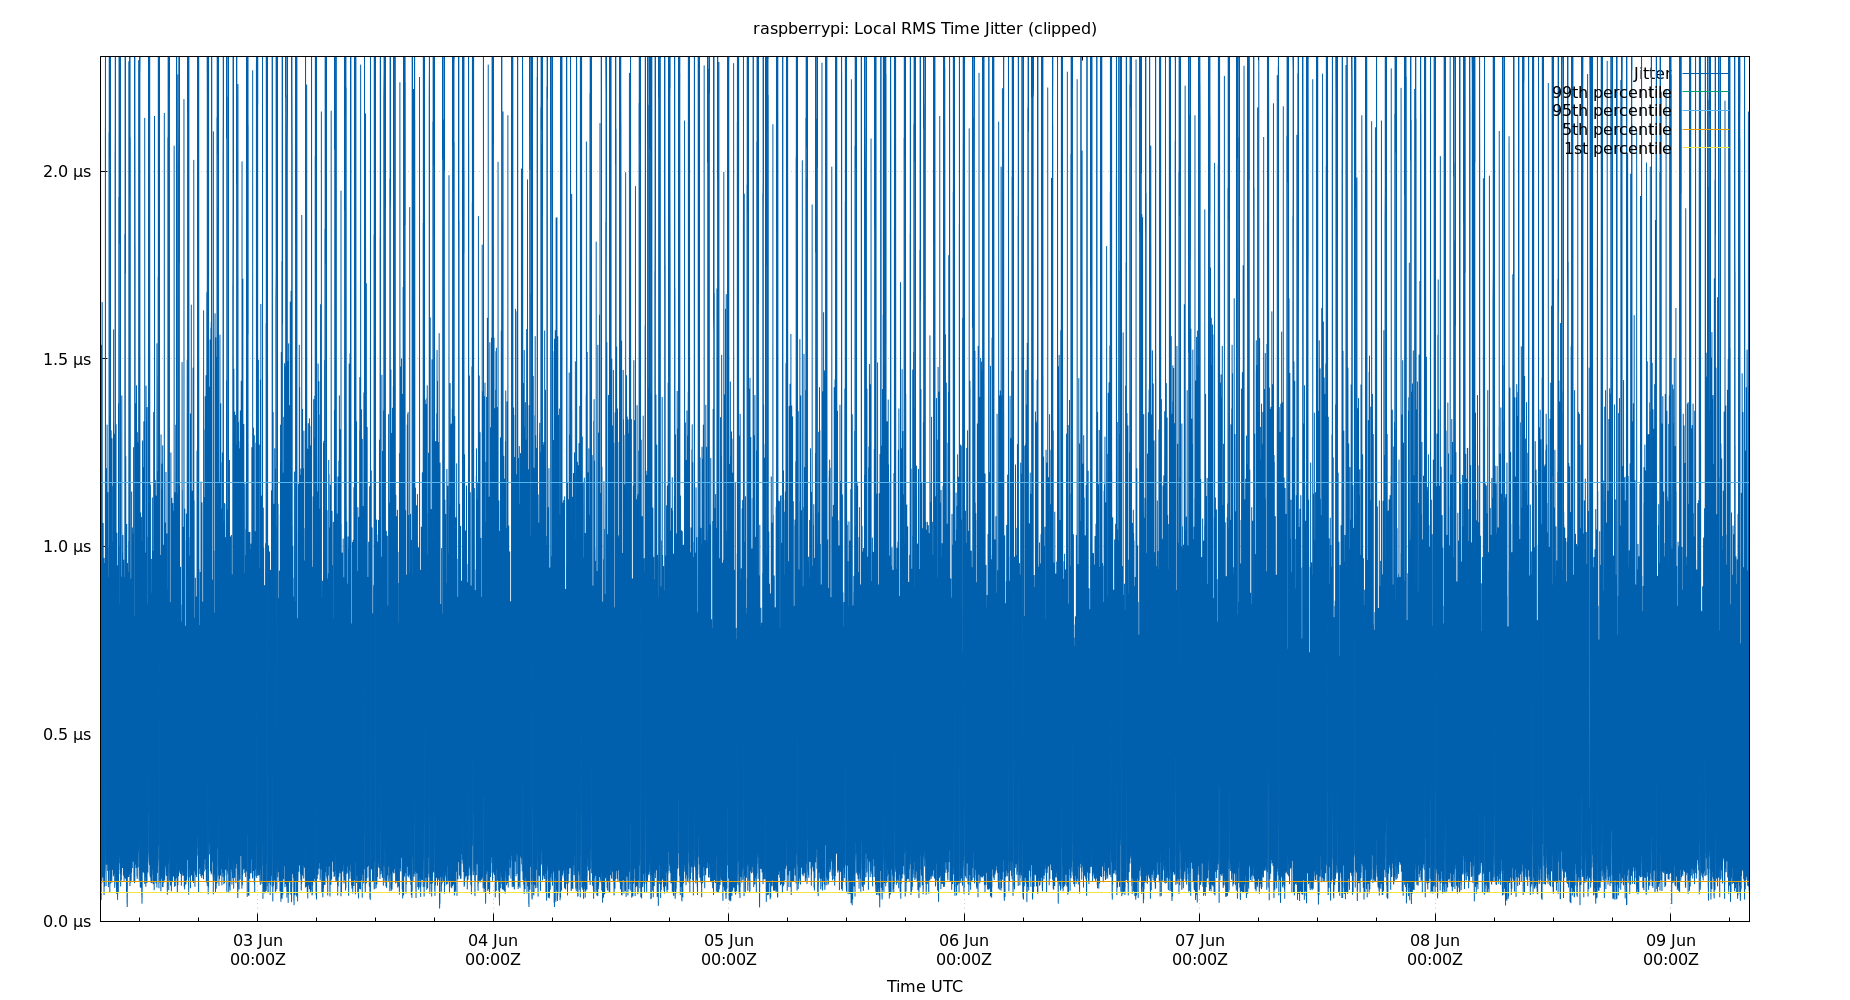 raspberrypi: Local RMS Time Jitter (clipped)
Jitter
99th percentile
95th percentile
5th percentile
1st percentile
2.0 µs
1.5 µs
1.0 µs
0.5 µs
0.0 µs
03 Jun
00:00Z
04 Jun
00:00Z
05 Jun
00:00Z
06 Jun
00:00Z
07 Jun
00:00Z
08 Jun
00:00Z
09 Jun
00:00Z
Time UTC